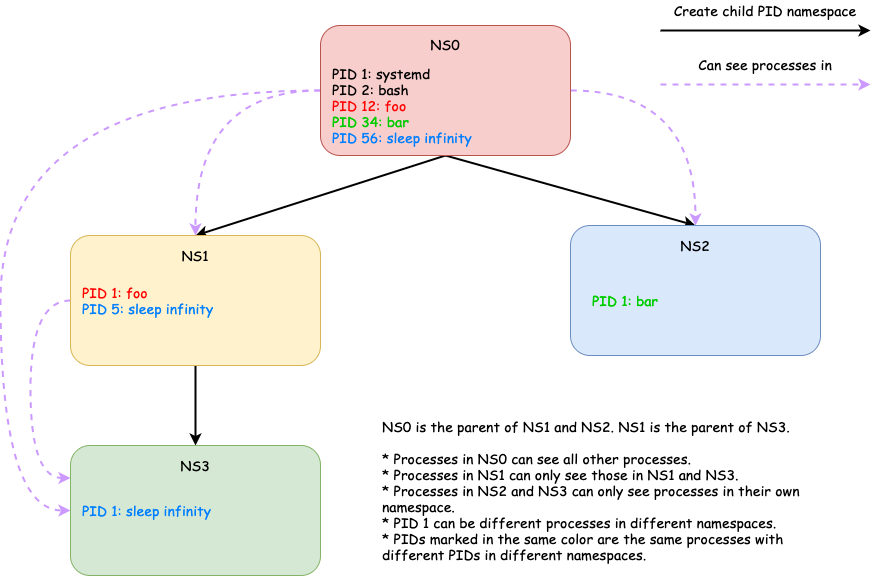 Create child PID namespace
Can see processes in
NS0
PID 1: systemd
PID 2: bash
PID 12: foo
PID 34: bar
PID 56: sleep infinity
NS1
PID 1: foo
PID 5: sleep infinity
NS2
PID 1: bar
NS3
PID 1: sleep infinity
NS0 is the parent of NS1 and NS2. NS1 is the parent of NS3.
* Processes in NS0 can see all other processes.
* Processes in NS1 can only see those in NS1 and NS3.
* Processes in NS2 and NS3 can only see processes in their own
namespace.
* PID 1 can be different processes in different namespaces.
* PIDs marked in the same color are the same processes with
different PIDs in different namespaces.